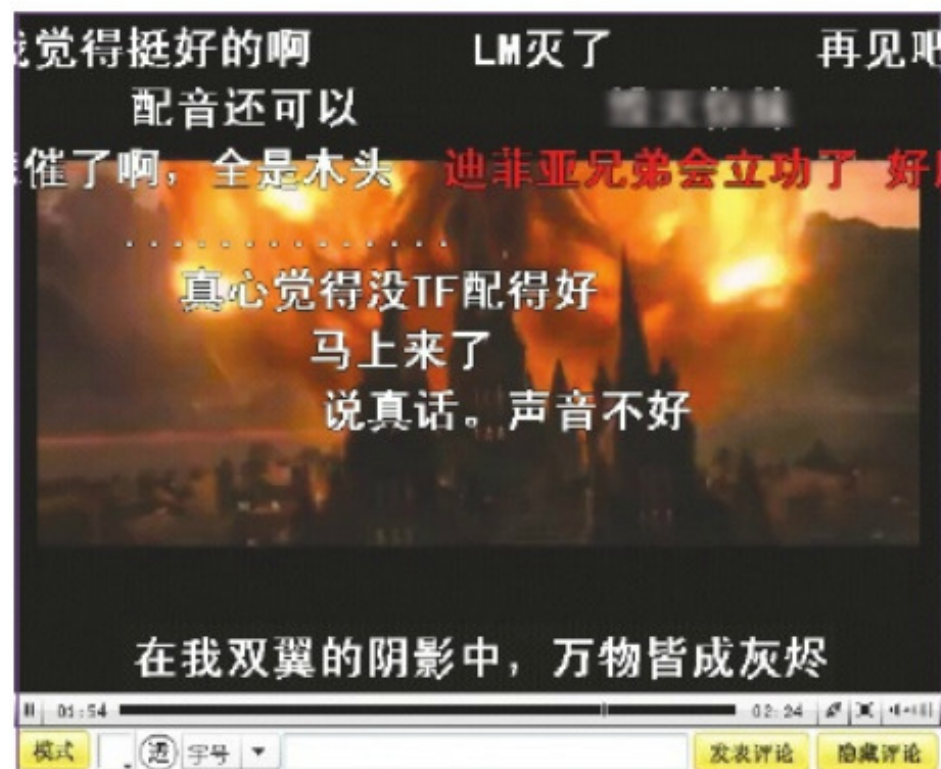 我觉得挺好的啊 LM灭了 再见吧
配音还可以
催了啊，全是木头 迪菲亚兄弟会立功了 好
..............
真心觉得没TF配得好
马上来了
说真话。声音不好
在我双翼的阴影中，万物皆成灰烬
01:54 02:24
模式 透 字号 发表评论 隐藏评论